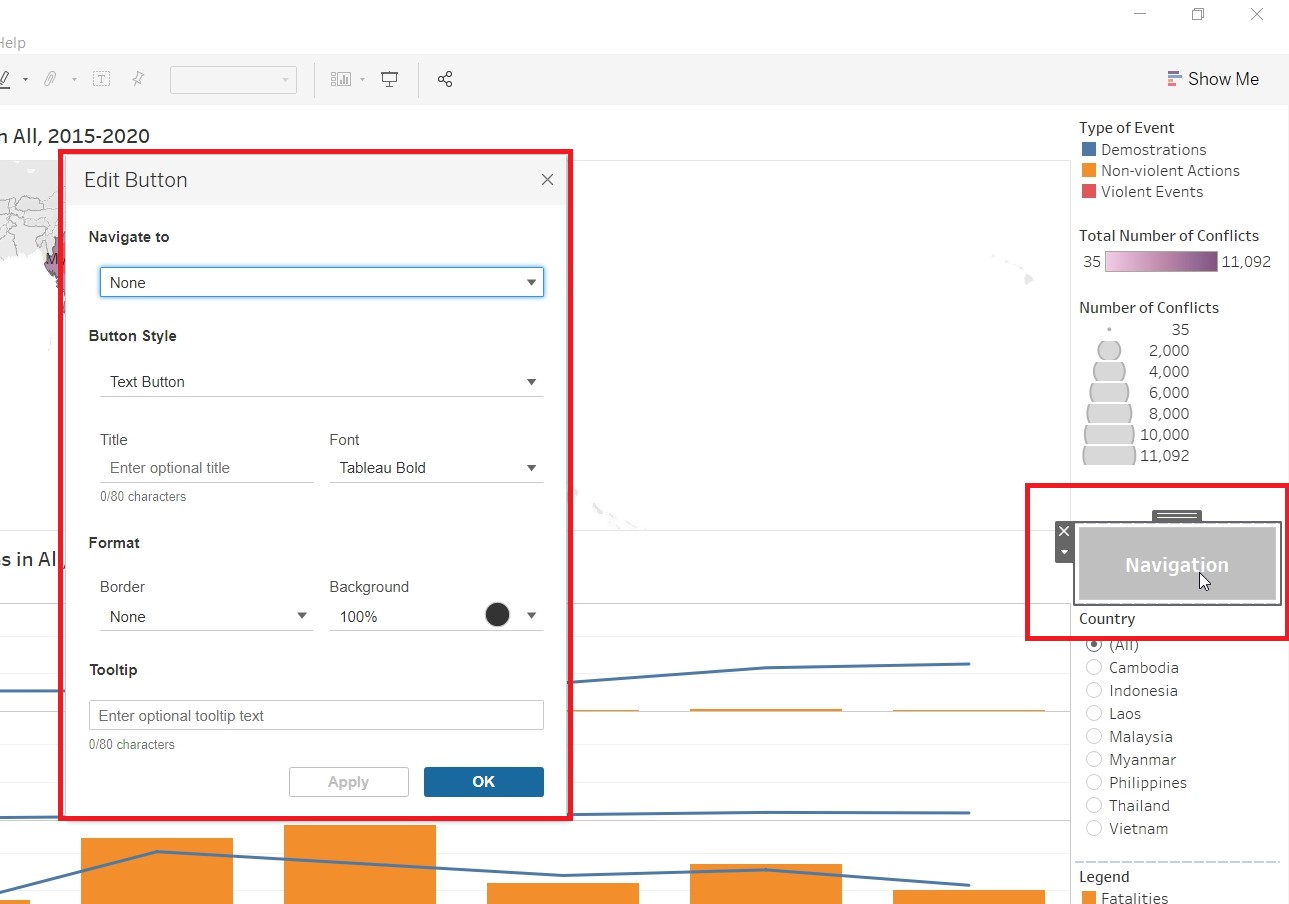 Help
T
Show Me
n All, 2015-2020
M
Edit Button
Navigate to
None
Button Style
Text Button
Title
Font
Enter optional title
Tableau Bold
0/80 characters
Format
Border
Background
None
100%
Tooltip
Enter optional tooltip text
0/80 characters
Apply
OK
s in Al
Type of Event
Demostrations
Non-violent Actions
Violent Events
Total Number of Conflicts
35
11,092
Number of Conflicts
35
2,000
4,000
6,000
8,000
10,000
11,092
Navigation
Country
(All)
Cambodia
Indonesia
Laos
Malaysia
Myanmar
Philippines
Thailand
Vietnam
Legend
Fatalities